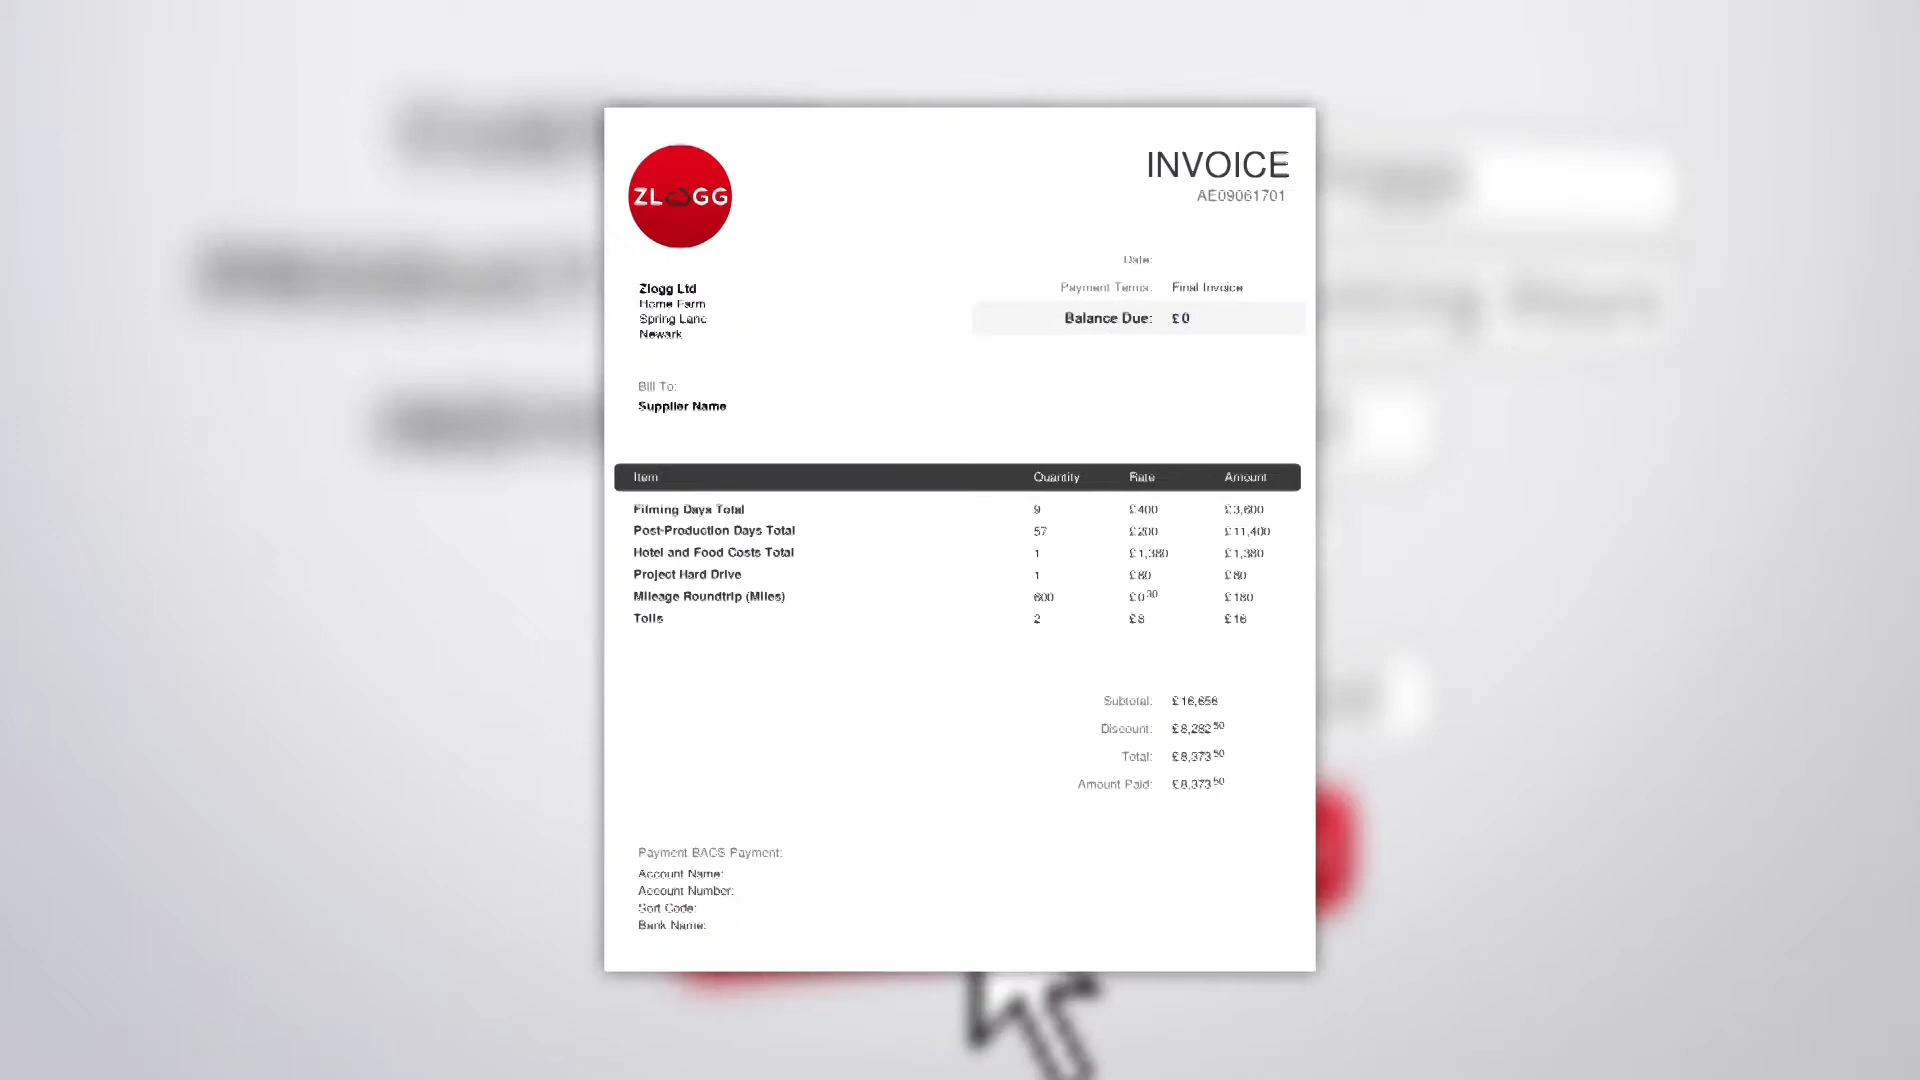 ZLOGG
INVOICE
AE09061701
Date:
Payment Terms: Final Invoice
Balance Due: £0
Zlogg Ltd
Home Farm
Spring Lane
Newark
Bill To:
Supplier Name
Item Quantity Rate Amount
Filming Days Total 9 £400 £3,600
Post-Production Days Total 57 £200 £11,400
Hotel and Food Costs Total 1 £1,380 £1,380
Project Hard Drive 1 £80 £80
Mileage Roundtrip (Miles) 600 £0.30 £180
Tolls 2 £8 £16
Subtotal: £16,656
Discount: £8,282.50
Total: £8,373.50
Amount Paid: £8,373.50
Payment BACS Payment:
Account Name:
Account Number:
Sort Code:
Bank Name: